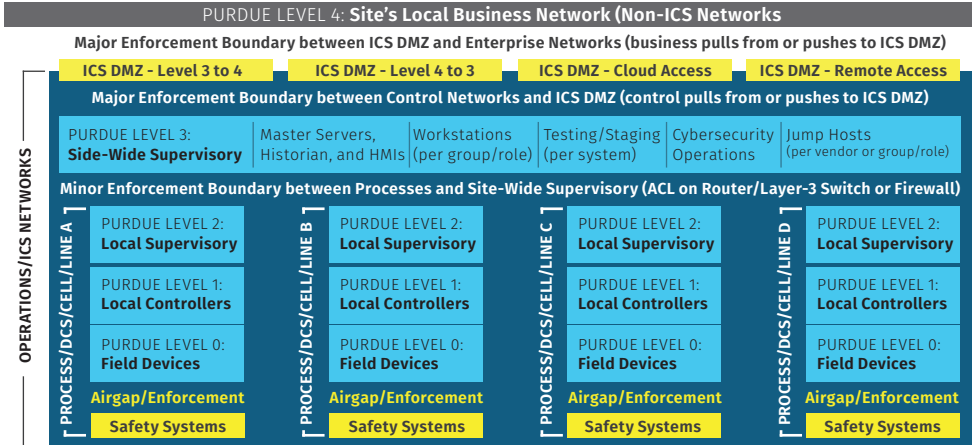 PURDUE LEVEL 4: Site's Local Business Network (Non-ICS Networks
Major Enforcement Boundary between ICS DMZ and Enterprise Networks (business pulls from or pushes to ICS DMZ)
ICS DMZ - Level 3 to 4
ICS DMZ - Level 4 to 3
ICS DMZ - Cloud Access
ICS DMZ - Remote Access
Major Enforcement Boundary between Control Networks and ICS DMZ (control pulls from or pushes to ICS DMZ)
OPERATIONS/ICS NETWORKS
PURDUE LEVEL 3:
Side-Wide Supervisory
Master Servers,
Historian, and HMIs
Workstations
(per group/role)
Testing/Staging
(per system)
Cybersecurity
Operations
Jump Hosts
(per vendor or group/role)
Minor Enforcement Boundary between Processes and Site-Wide Supervisory (ACL on Router/Layer-3 Switch or Firewall)
PROCESS/DCS/CELL/LINE A
PURDUE LEVEL 2:
Local Supervisory
PURDUE LEVEL 1:
Local Controllers
PURDUE LEVEL 0:
Field Devices
Airgap/Enforcement
Safety Systems
PROCESS/DCS/CELL/LINE B
PURDUE LEVEL 2:
Local Supervisory
PURDUE LEVEL 1:
Local Controllers
PURDUE LEVEL 0:
Field Devices
Airgap/Enforcement
Safety Systems
PROCESS/DCS/CELL/LINE C
PURDUE LEVEL 2:
Local Supervisory
PURDUE LEVEL 1:
Local Controllers
PURDUE LEVEL 0:
Field Devices
Airgap/Enforcement
Safety Systems
PROCESS/DCS/CELL/LINE D
PURDUE LEVEL 2:
Local Supervisory
PURDUE LEVEL 1:
Local Controllers
PURDUE LEVEL 0:
Field Devices
Airgap/Enforcement
Safety Systems